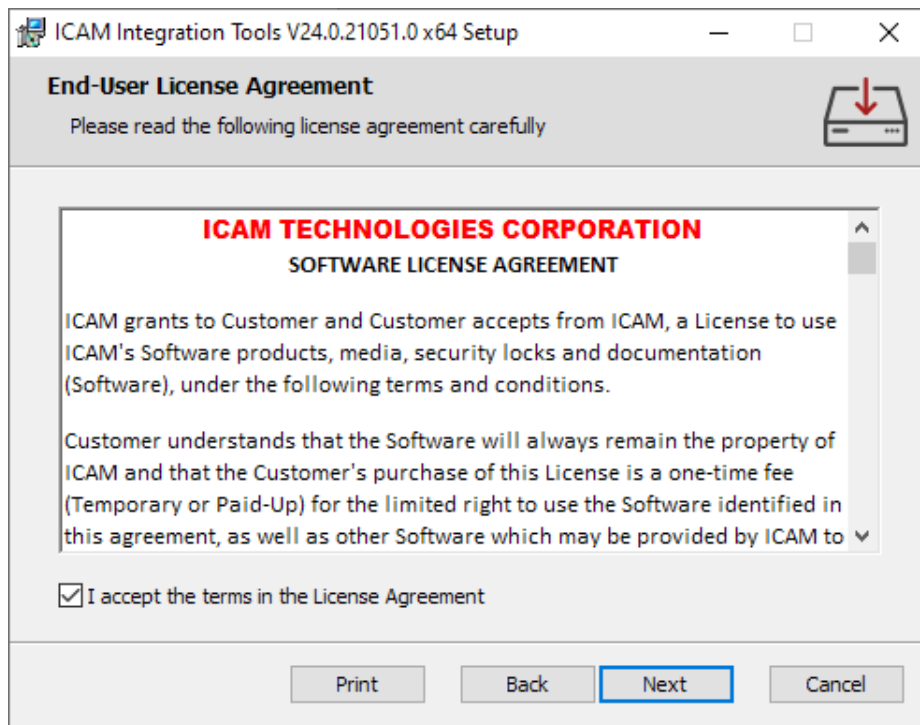 ICAM Integration Tools V24.0.21051.0 x64 Setup
End-User License Agreement
Please read the following license agreement carefully
ICAM TECHNOLOGIES CORPORATION
SOFTWARE LICENSE AGREEMENT
ICAM grants to Customer and Customer accepts from ICAM, a License to use
ICAM's Software products, media, security locks and documentation
(Software), under the following terms and conditions.
Customer understands that the Software will always remain the property of
ICAM and that the Customer's purchase of this License is a one-time fee
(Temporary or Paid-Up) for the limited right to use the Software identified in
this agreement, as well as other Software which may be provided by ICAM to
I accept the terms in the License Agreement
Print Back Next Cancel